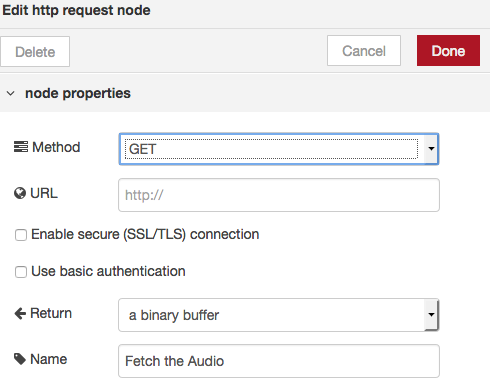 Edit http request node
Delete
Cancel
Done
node properties
Method
GET
URL
http://
Enable secure (SSL/TLS) connection
Use basic authentication
Return
a binary buffer
Name
Fetch the Audio